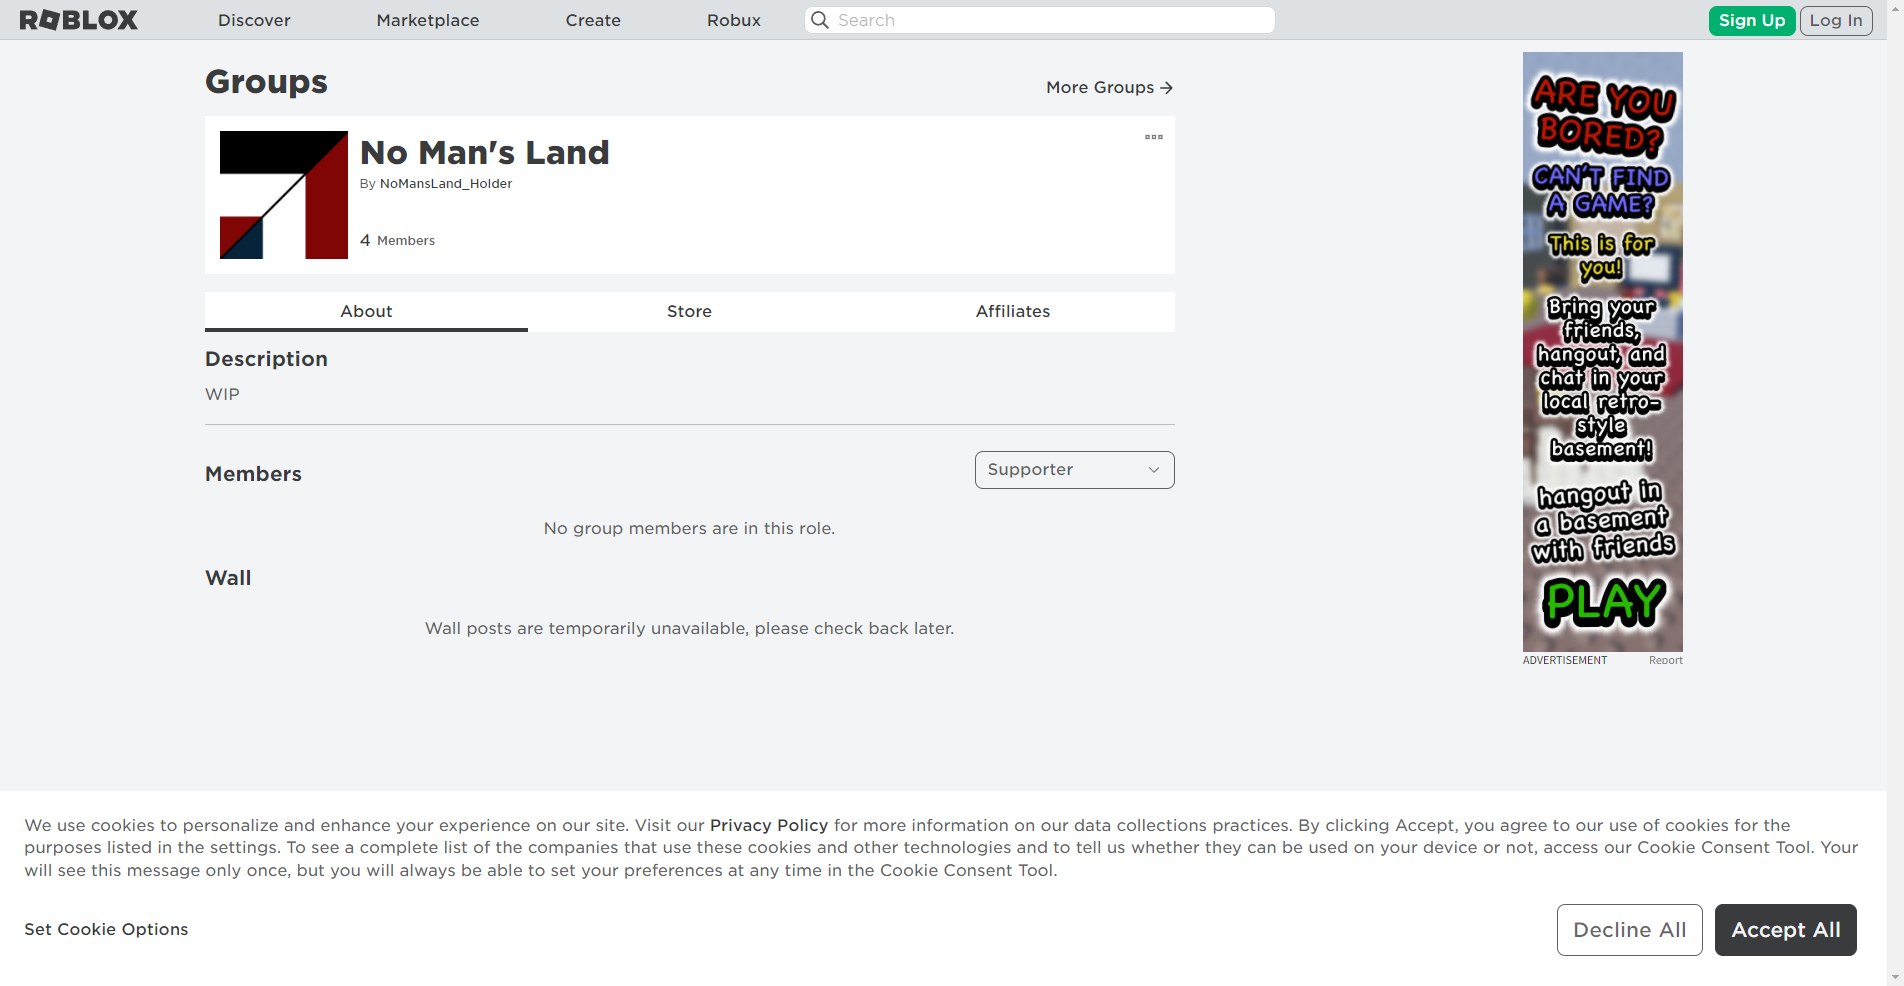 ROBLOX
Discover
Marketplace
Create
Robux
Search
Sign Up
Log In
Groups
More Groups
No Man's Land
By NoMansLand_Holder
4 Members
About
Store
Affiliates
Description
WIP
Members
Supporter
No group members are in this role.
Wall
Wall posts are temporarily unavailable, please check back later.
ARE YOU
BORED?
CAN'T FIND
A GAME?
This is for
you!
Bring your
friends,
hangout, and
chat in your
local retro-
style
basement!
hangout in
a basement
with friends
PLAY
ADVERTISEMENT
Report
We use cookies to personalize and enhance your experience on our site. Visit our Privacy Policy for more information on our data collections practices. By clicking Accept, you agree to our use of cookies for the
purposes listed in the settings. To see a complete list of the companies that use these cookies and other technologies and to tell us whether they can be used on your device or not, access our Cookie Consent Tool. Your
will see this message only once, but you will always be able to set your preferences at any time in the Cookie Consent Tool.
Set Cookie Options
Decline All
Accept All